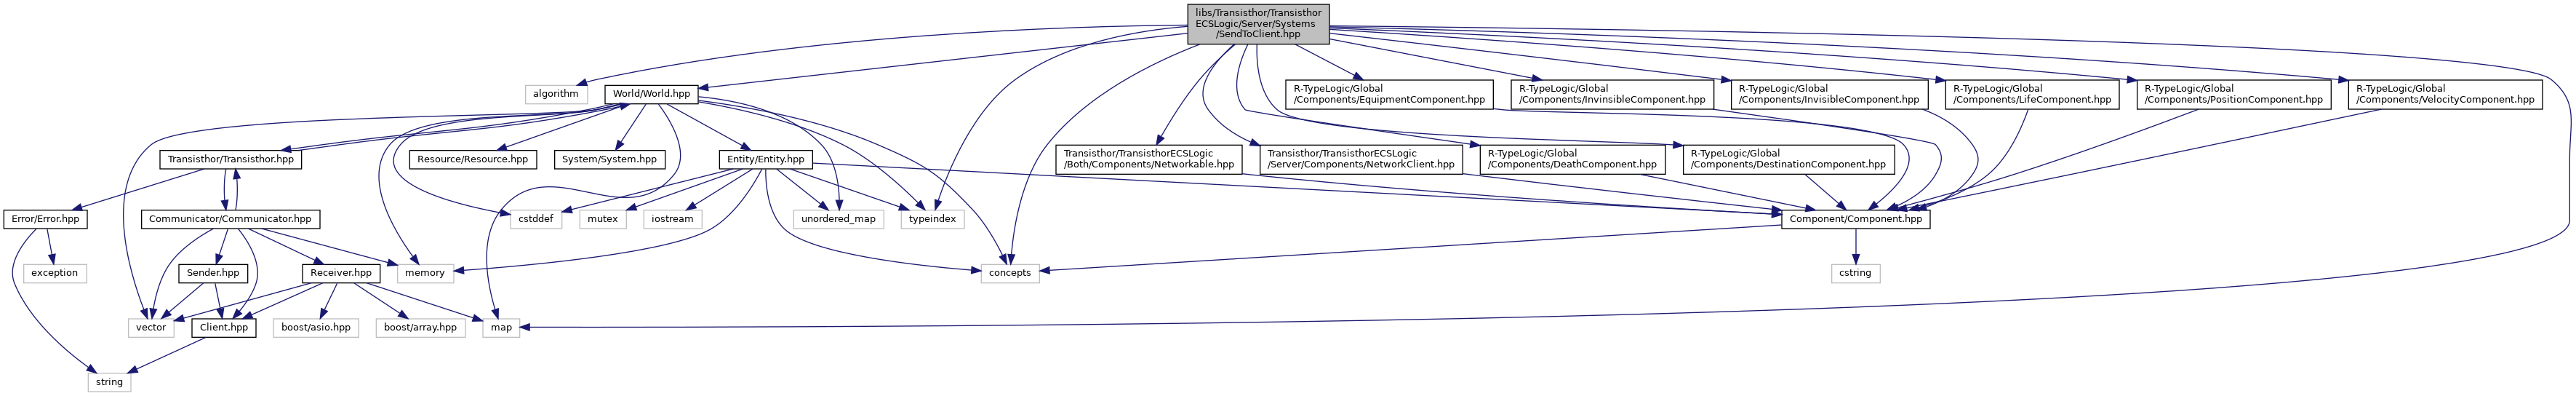 libs/Transisthor/Transisthor
ECSLogic/Server/Systems
/SendToClient.hpp
algorithm
World/World.hpp
R-TypeLogic/Global
/Components/EquipmentComponent.hpp
R-TypeLogic/Global
/Components/InvinsibleComponent.hpp
R-TypeLogic/Global
/Components/InvisibleComponent.hpp
R-TypeLogic/Global
/Components/LifeComponent.hpp
R-TypeLogic/Global
/Components/PositionComponent.hpp
R-TypeLogic/Global
/Components/VelocityComponent.hpp
Transisthor/Transisthor.hpp
Resource/Resource.hpp
System/System.hpp
Entity/Entity.hpp
Transisthor/TransisthorECSLogic
/Both/Components/Networkable.hpp
Transisthor/TransisthorECSLogic
/Server/Components/NetworkClient.hpp
R-TypeLogic/Global
/Components/DeathComponent.hpp
R-TypeLogic/Global
/Components/DestinationComponent.hpp
Error/Error.hpp
Communicator/Communicator.hpp
cstddef
mutex
iostream
unordered_map
typeindex
Component/Component.hpp
exception
Sender.hpp
Receiver.hpp
memory
concepts
cstring
vector
Client.hpp
boost/asio.hpp
boost/array.hpp
map
string